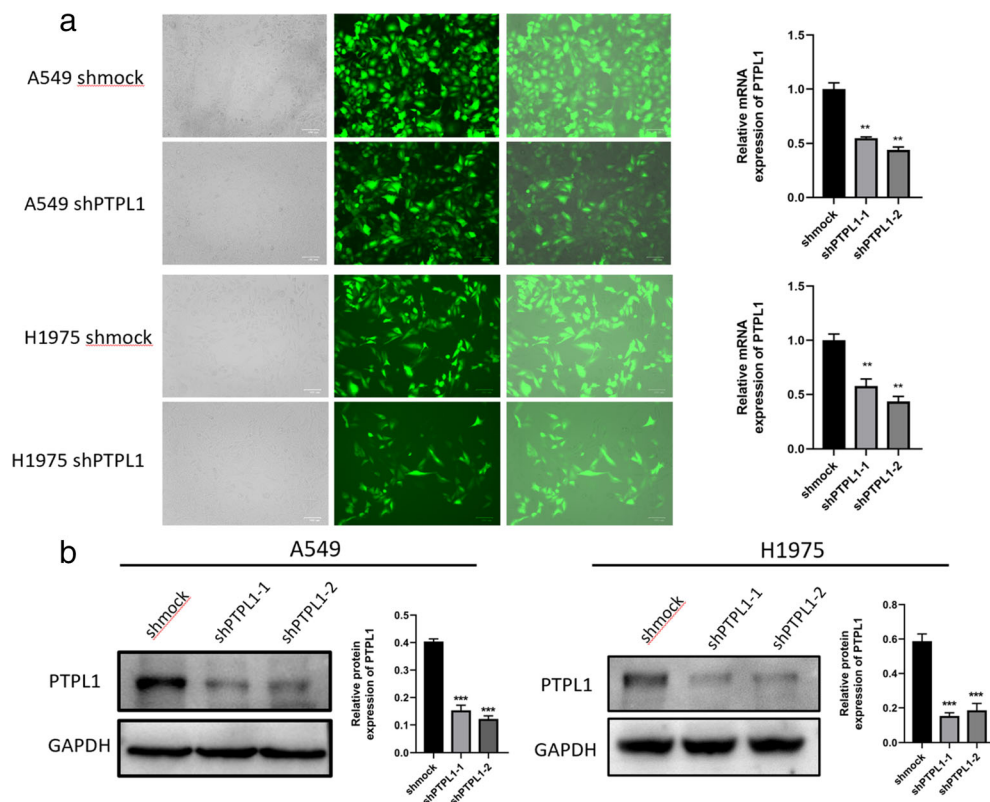 a
A549 shmock
A549 shPTPL1
H1975 shmock
H1975 shPTPL1
Relative mRNA
expression of PTPL1
1.5
1.0
0.5
0.0
**
**
shmock
shPTPL1-1
shPTPL1-2
Relative mRNA
expression of PTPL1
1.5
1.0
0.5
0.0
**
**
shmock
shPTPL1-1
shPTPL1-2
b
A549
shmock
shPTPL1-1
shPTPL1-2
PTPL1
GAPDH
Relative protein
expression of PTPL1
0.5
0.4
0.3
0.2
0.1
0.0
***
***
shmock
shPTPL1-1
shPTPL1-2
H1975
shmock
shPTPL1-1
shPTPL1-2
PTPL1
GAPDH
Relative protein
expression of PTPL1
0.8
0.6
0.4
0.2
0.0
***
***
shmock
shPTPL1-1
shPTPL1-2